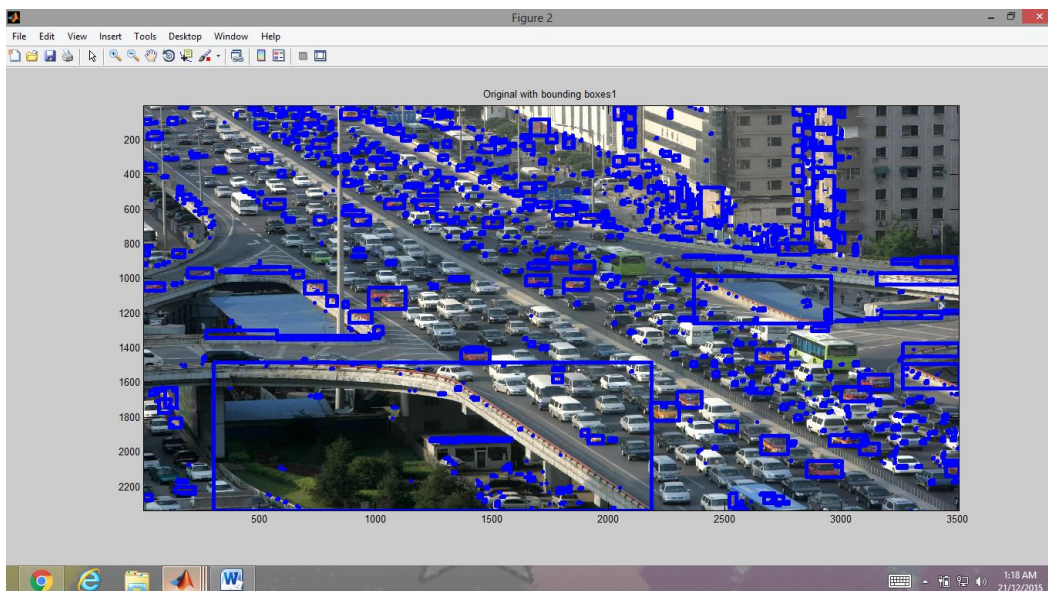 Figure 2
File Edit View Insert Tools Desktop Window Help
Original with bounding boxes1
200
400
600
800
1000
1200
1400
1600
1800
2000
2200
500 1000 1500 2000 2500 3000 3500
1:18 AM
21/12/2015